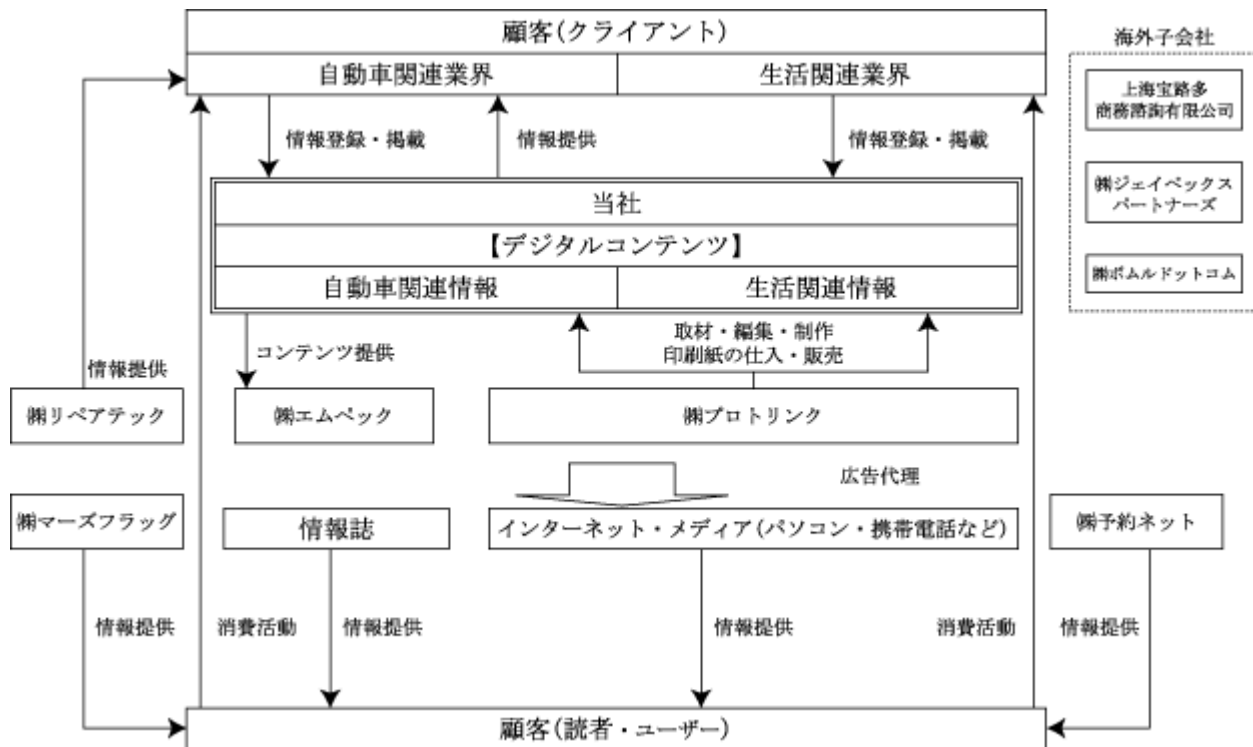 顧客(クライアント)
自動車関連業界
生活関連業界
海外子会社
上海宝路多
商務諮詢有限公司
㈱ジェイペックス
パートナーズ
㈱ボムルドットコム
情報登録・掲載
情報提供
情報登録・掲載
当社
【デジタルコンテンツ】
自動車関連情報
生活関連情報
コンテンツ提供
取材・編集・制作
印刷紙の仕入・販売
情報提供
㈱リペアテック
㈱エムペック
㈱プロトリンク
広告代理
㈱マーズフラッグ
情報誌
インターネット・メディア(パソコン・携帯電話など)
㈱予約ネット
情報提供
消費活動
情報提供
情報提供
消費活動
情報提供
顧客(読者・ユーザー)